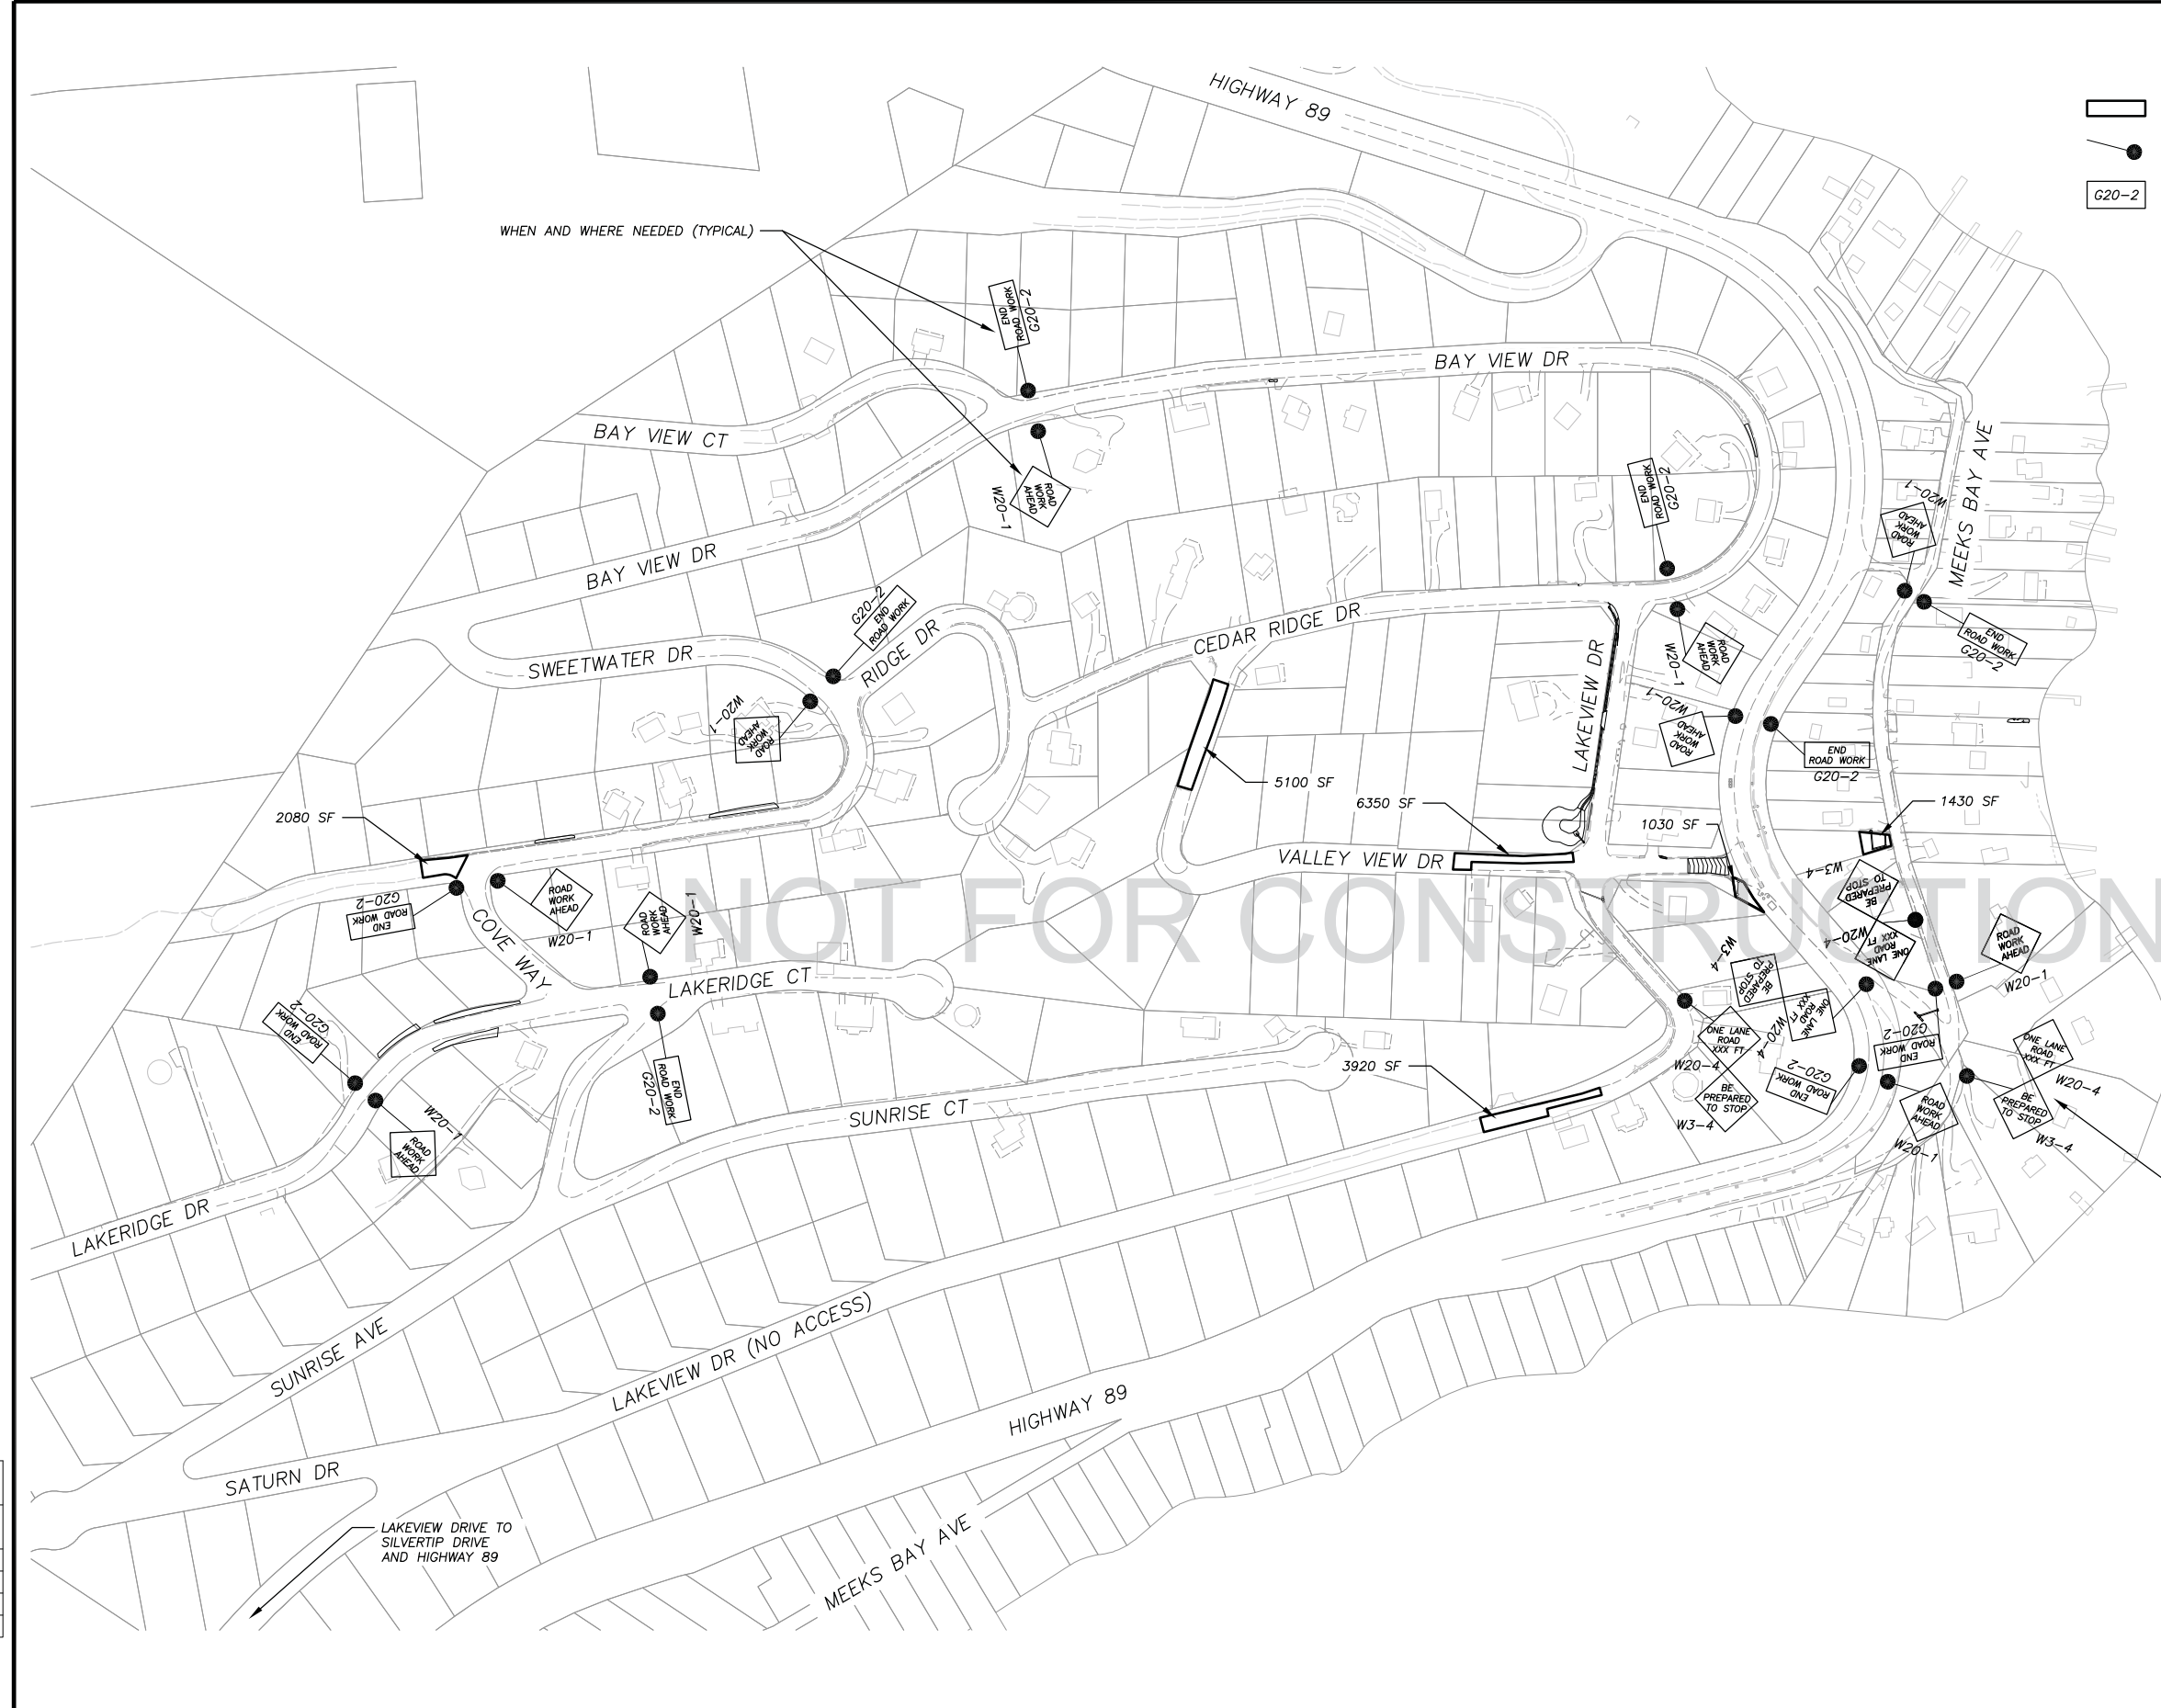 HIGHWAY 89
G20-2
WHEN AND WHERE NEEDED (TYPICAL)
END
ROAD WORK
G20-2
BAY VIEW DR
BAY VIEW CT
MEEKS BAY AVE
ROAD
WORK
AHEAD
W20-1
END
ROAD WORK
G20-2
W20-1
ROAD
WORK
AHEAD
BAY VIEW DR
G20-2
END
ROAD WORK
RIDGE DR
CEDAR RIDGE DR
END
ROAD WORK
G20-2
SWEETWATER DR
LAKEVIEW DR
ROAD
WORK
AHEAD
W20-1
W20-1
ROAD
WORK
AHEAD
W20-1
ROAD
WORK
AHEAD
END
ROAD WORK
G20-2
5100 SF
6350 SF
1430 SF
2080 SF
1030 SF
VALLEY VIEW DR
W3-4
BE
PREPARED
TO STOP
NOT FOR CONSTRUCTION
G20-2
END
ROAD WORK
ROAD
WORK
AHEAD
W20-1
ROAD
WORK
AHEAD
W20-1
COVE WAY
W20-4
ONE LANE
ROAD
XXX FT
ROAD
WORK
AHEAD
W20-1
W3-4
BE
PREPARED
TO STOP
LAKERIDGE CT
W20-4
ONE LANE
ROAD
XXX FT
G20-2
END
ROAD WORK
ONE LANE
ROAD
XXX FT
W20-4
G20-2
END
ROAD WORK
ONE LANE
ROAD
XXX FT
W20-4
3920 SF
END
ROAD WORK
G20-2
G20-2
END
ROAD WORK
BE
PREPARED
TO STOP
W3-4
BE
PREPARED
TO STOP
W3-4
SUNRISE CT
W20-1
ROAD
WORK
AHEAD
ROAD
WORK
AHEAD
W20-1
LAKERIDGE DR
SUNRISE AVE
LAKEVIEW DR (NO ACCESS)
HIGHWAY 89
SATURN DR
LAKEVIEW DRIVE TO
SILVERTIP DRIVE
AND HIGHWAY 89
MEEKS BAY AVE